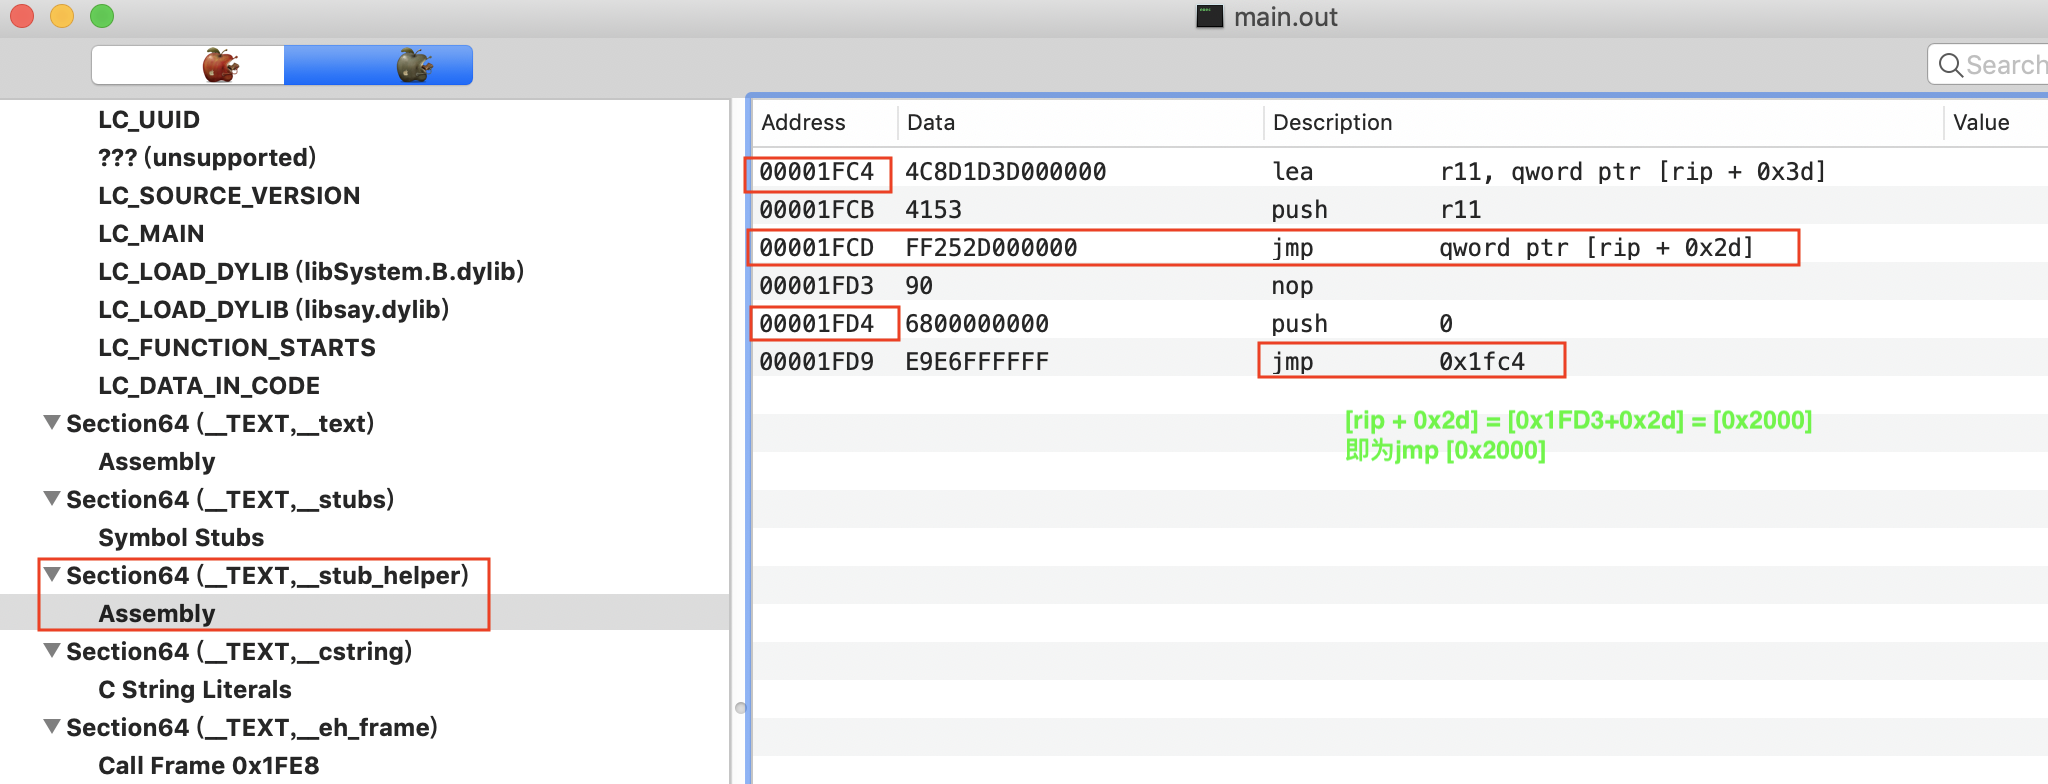 main.out
Search
LC_UUID
??? (unsupported)
LC_SOURCE_VERSION
LC_MAIN
LC_LOAD_DYLIB (libSystem.B.dylib)
LC_LOAD_DYLIB (libsay.dylib)
LC_FUNCTION_STARTS
LC_DATA_IN_CODE
Section64 (__TEXT,__text)
Assembly
Section64 (__TEXT,__stubs)
Symbol Stubs
Section64 (__TEXT,__stub_helper)
Assembly
Section64 (__TEXT,__cstring)
C String Literals
Section64 (__TEXT,__eh_frame)
Call Frame 0x1FE8
Address Data Description Value
00001FC4 4C8D1D3D000000 lea r11, qword ptr [rip + 0x3d]
00001FCB 4153 push r11
00001FCD FF252D000000 jmp qword ptr [rip + 0x2d]
00001FD3 90 nop
00001FD4 6800000000 push 0
00001FD9 E9E6FFFFFF jmp 0x1fc4
[rip + 0x2d] = [0x1FD3+0x2d] = [0x2000]
即为jmp [0x2000]